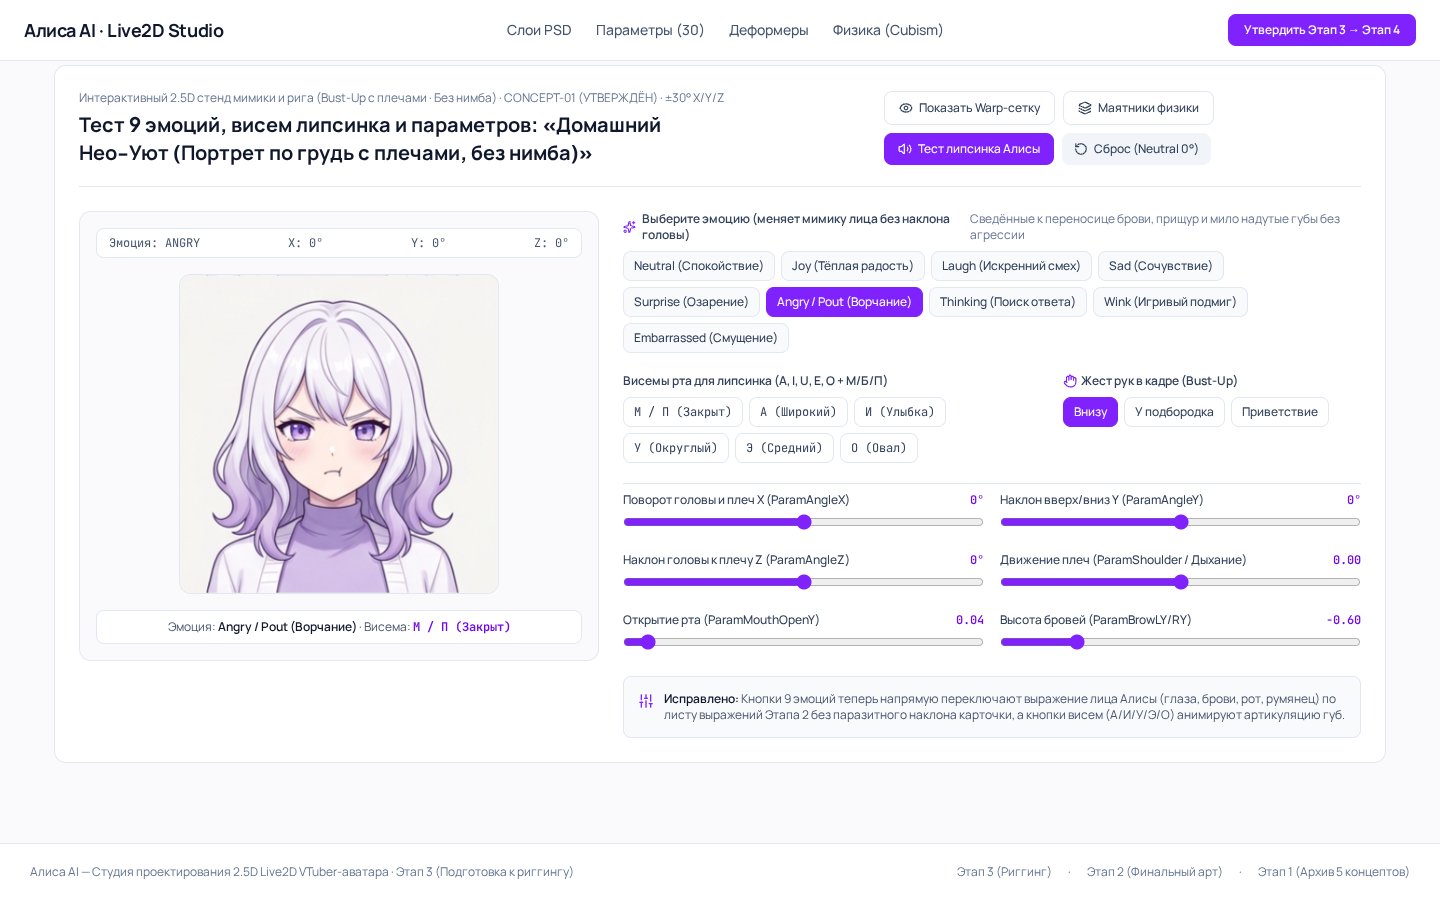 Алиса AI · Live2D Studio
Слои PSD
Параметры (30)
Деформеры
Физика (Cubism)
Утвердить Этап 3 → Этап 4
Интерактивный 2.5D стенд мимики и рига (Bust-Up с плечами · Без нимба) · CONCEPT-01 (УТВЕРЖДЁН) · ±30° X/Y/Z
Тест 9 эмоций, висем липсинка и параметров: «Домашний
Нео-Уют (Портрет по грудь с плечами, без нимба)»
Показать Warp-сетку
Маятники физики
Тест липсинка Алисы
Сброс (Neutral 0°)
Эмоция: ANGRY
X: 0°
Y: 0°
Z: 0°
Эмоция: Angry / Pout (Ворчание) · Висема: М / П (Закрыт)
Выберите эмоцию (меняет мимику лица без наклона
головы)
Сведённые к переносице брови, прищур и мило надутые губы без
агрессии
Neutral (Спокойствие)
Joy (Тёплая радость)
Laugh (Искренний смех)
Sad (Сочувствие)
Surprise (Озарение)
Angry / Pout (Ворчание)
Thinking (Поиск ответа)
Wink (Игривый подмиг)
Embarrassed (Смущение)
Висемы рта для липсинка (A, I, U, E, O + М/Б/П)
М / П (Закрыт)
А (Широкий)
И (Улыбка)
У (Округлый)
Э (Средний)
О (Овал)
Жест рук в кадре (Bust-Up)
Внизу
У подбородка
Приветствие
Поворот головы и плеч X (ParamAngleX)
0°
Наклон вверх/вниз Y (ParamAngleY)
0°
Наклон головы к плечу Z (ParamAngleZ)
0°
Движение плеч (ParamShoulder / Дыхание)
0.00
Открытие рта (ParamMouthOpenY)
0.04
Высота бровей (ParamBrowLY/RY)
-0.60
Исправлено: Кнопки 9 эмоций теперь напрямую переключают выражение лица Алисы (глаза, брови, рот, румянец) по
листу выражений Этапа 2 без паразитного наклона карточки, а кнопки висем (А/И/У/Э/О) анимируют артикуляцию губ.
Алиса AI — Студия проектирования 2.5D Live2D VTuber-аватара · Этап 3 (Подготовка к риггингу)
Этап 3 (Риггинг) · Этап 2 (Финальный арт) · Этап 1 (Архив 5 концептов)